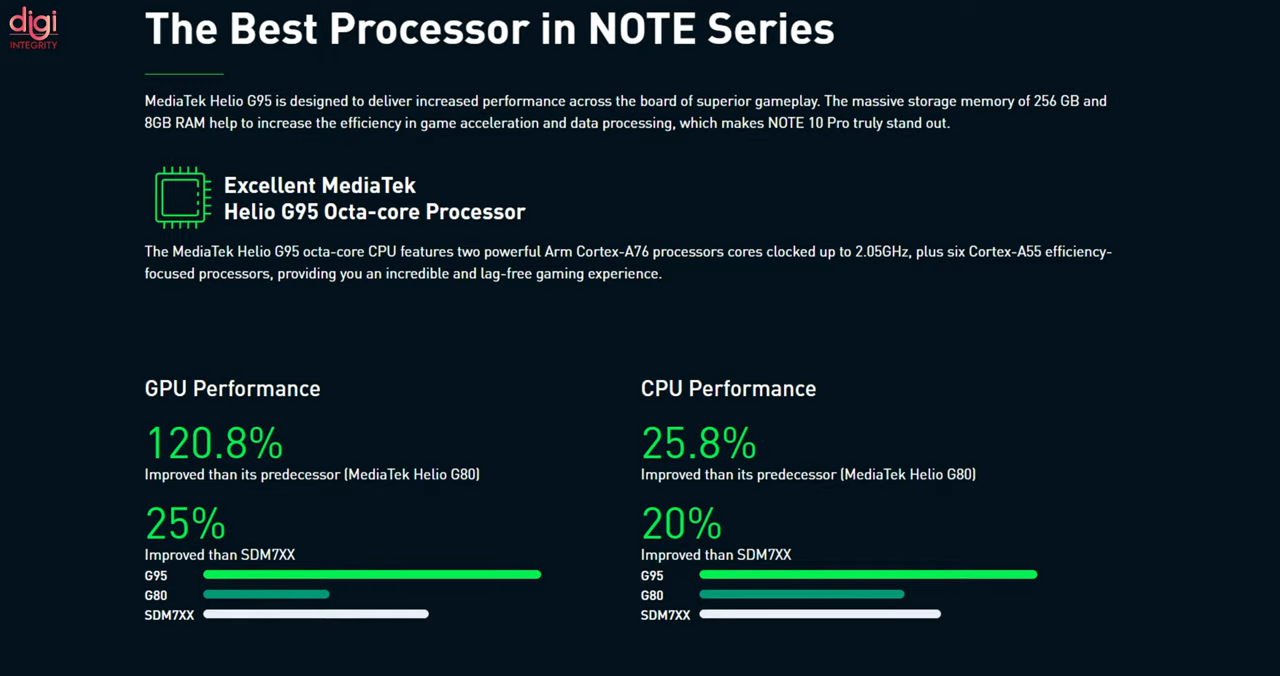 digi
INTEGRITY
The Best Processor in NOTE Series
MediaTek Helio G95 is designed to deliver increased performance across the board of superior gameplay. The massive storage memory of 256 GB and
8GB RAM help to increase the efficiency in game acceleration and data processing, which makes NOTE 10 Pro truly stand out.
Excellent MediaTek
Helio G95 Octa-core Processor
The MediaTek Helio G95 octa-core CPU features two powerful Arm Cortex-A76 processors cores clocked up to 2.05GHz, plus six Cortex-A55 efficiency-
focused processors, providing you an incredible and lag-free gaming experience.
GPU Performance
120.8%
Improved than its predecessor (MediaTek Helio G80)
25%
Improved than SDM7XX
G95
G80
SDM7XX
CPU Performance
25.8%
Improved than its predecessor (MediaTek Helio G80)
20%
Improved than SDM7XX
G95
G80
SDM7XX